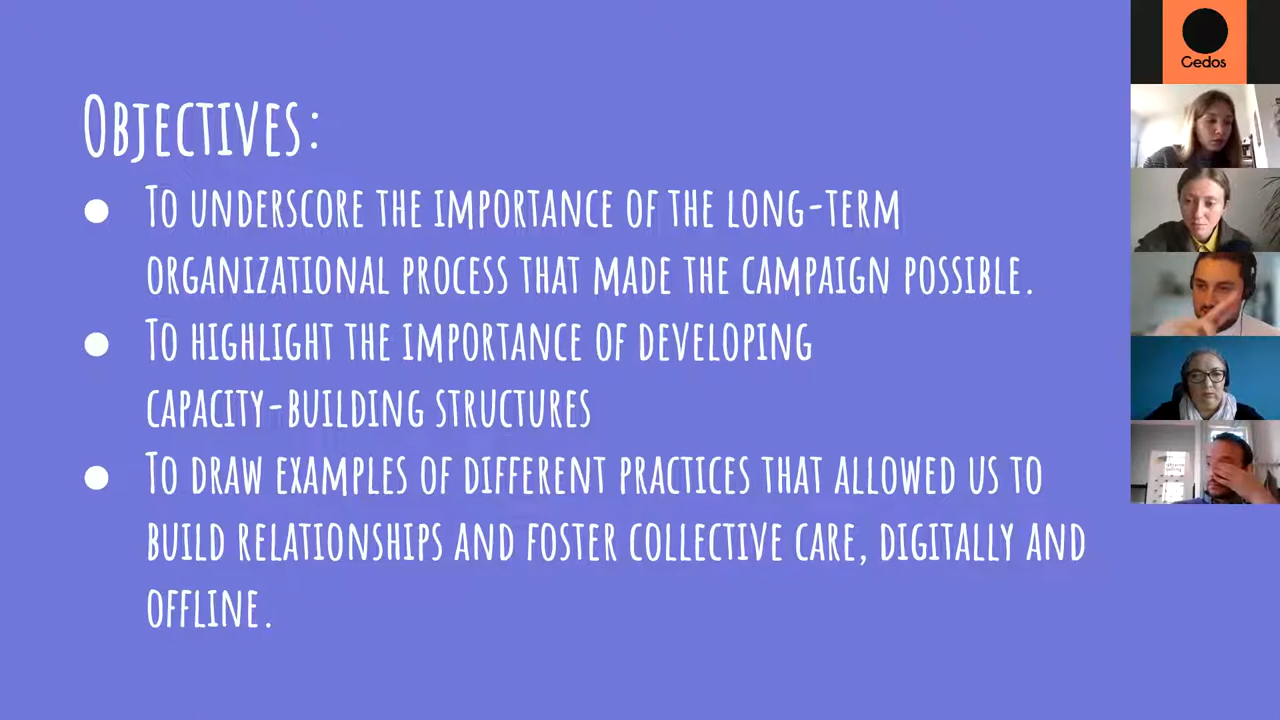 Objectives:
● To underscore the importance of the long-term
organizational process that made the campaign possible.
● To highlight the importance of developing
capacity-building structures
● To draw examples of different practices that allowed us to
build relationships and foster collective care, digitally and
offline.
Cedos